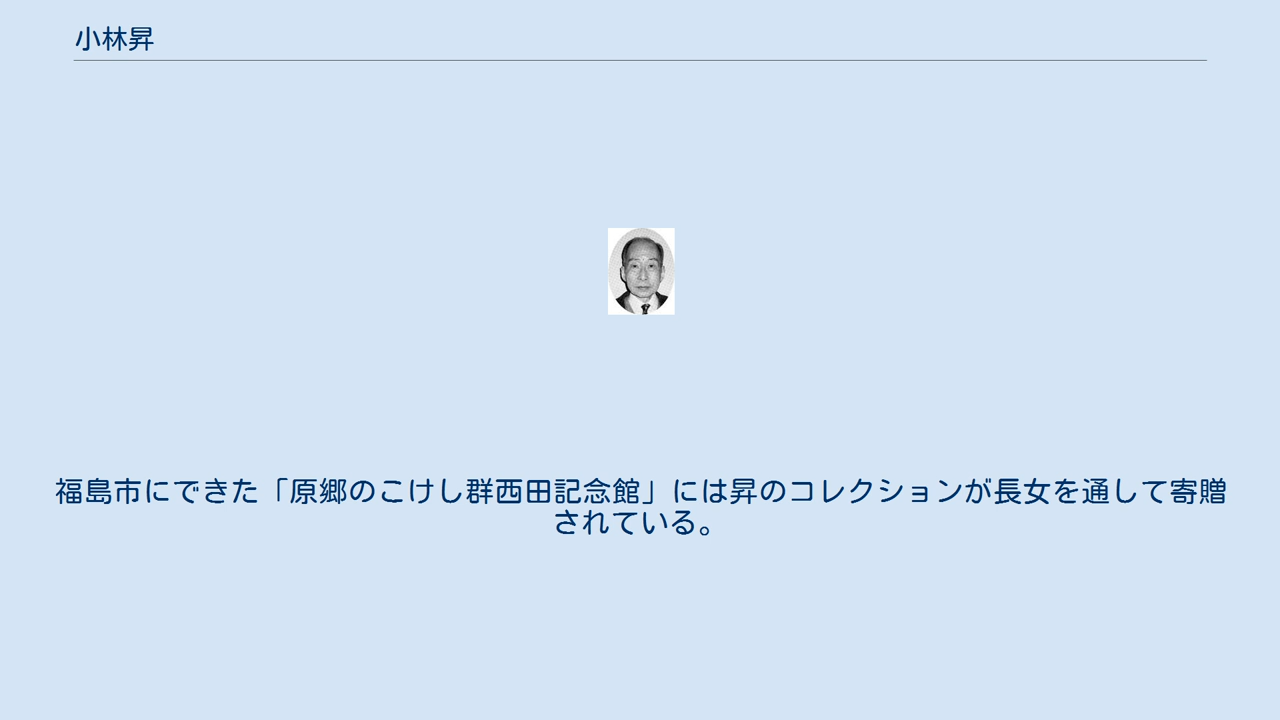 小林昇
福島市にできた「原郷のこけし群西田記念館」には昇のコレクションが長女を通して寄贈
されている。